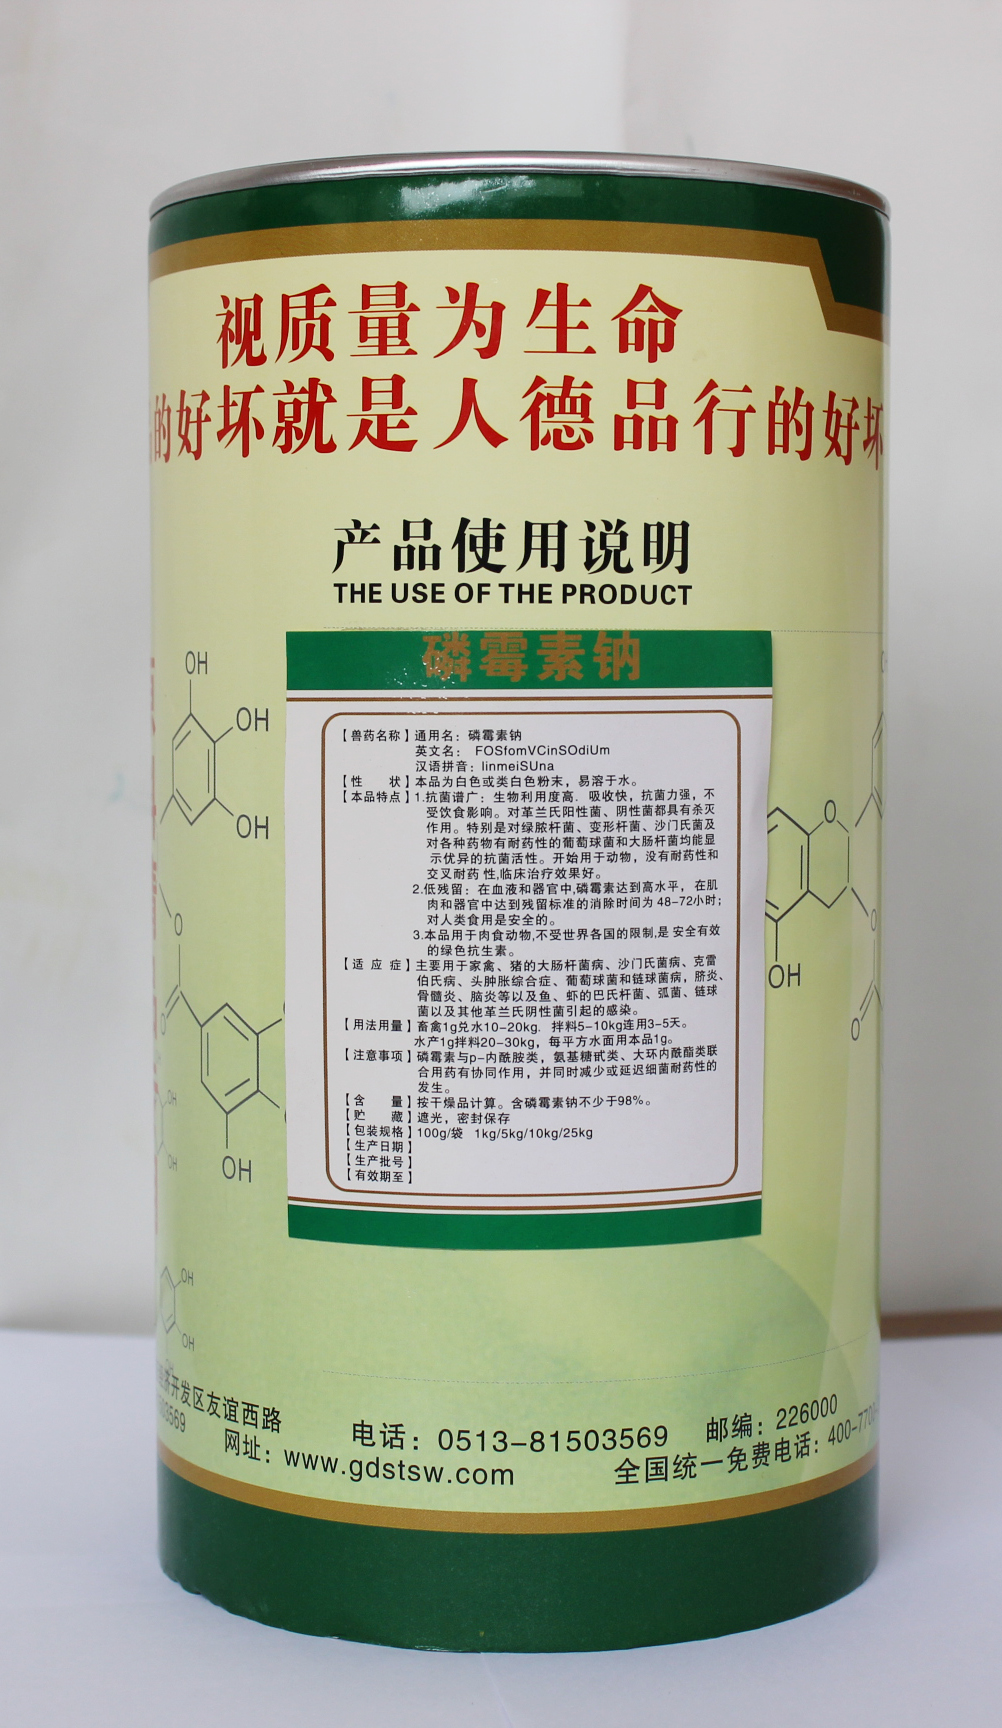 视质量为生命
的好坏就是人德品行的好坏
产品使用说明
THE USE OF THE PRODUCT
磷霉素钠
【兽药名称】通用名：磷霉素钠
英文名： FOSfomVCinSOdiUm
汉语拼音：linmeiSUna
【性 状】本品为白色或类白色粉末，易溶于水。
【本品特点】1.抗菌谱广：生物利用度高．吸收快，抗菌力强，不
受饮食影响。对革兰氏阳性菌、阴性菌都具有杀灭
作用。特别是对绿脓杆菌、变形杆菌、沙门氏菌及
对各种药物有耐药性的葡萄球菌和大肠杆菌均能显
示优异的抗菌活性。开始用于动物，没有耐药性和
交叉耐药 性,临床治疗效果好。
2.低残留：在血液和器官中,磷霉素达到高水平，在肌
肉和器官中达到残留标准的消除时间为 48-72小时；
对人类食用是安全的。
3.本品用于肉食动物,不受世界各国的限制,是 安全有效
的绿色抗生素。
【适 应 症】主要用于家禽、猪的大肠杆菌病、沙门氏菌病、克雷
伯氏病、头肿胀综合症、葡萄球菌和链球菌病，脐炎、
骨髓炎、脑炎等以及鱼、虾的巴氏杆菌、弧菌、链球
菌以及其他革兰氏阴性菌引起的感染。
【用法用量】畜禽1g兑水10-20kg．拌料5-10kg连用3-5天。
水产1g拌料20-30kg，每平方水面用本品1g。
【注意事项】磷霉素与p-内酰胺类，氨基糖甙类、大环内酰酯类联
合用药有协同作用，并同时减少或延迟细菌耐药性的
发生。
【含 量】按干燥品计算。含磷霉素钠不少于98%。
【贮 藏】遮光，密封保存
【包装规格】100g/袋 1kg/5kg/10kg/25kg
【生产日期】
【生产批号】
【有效期至】
OH
OH
OH
O
O
OH
OH
OH
OH
OH
O
O
O
OH
济开发区友谊西路
3569
电话：0513-81503569
邮编：226000
网址：www.gdstsw.com
全国统一免费电话：400-770